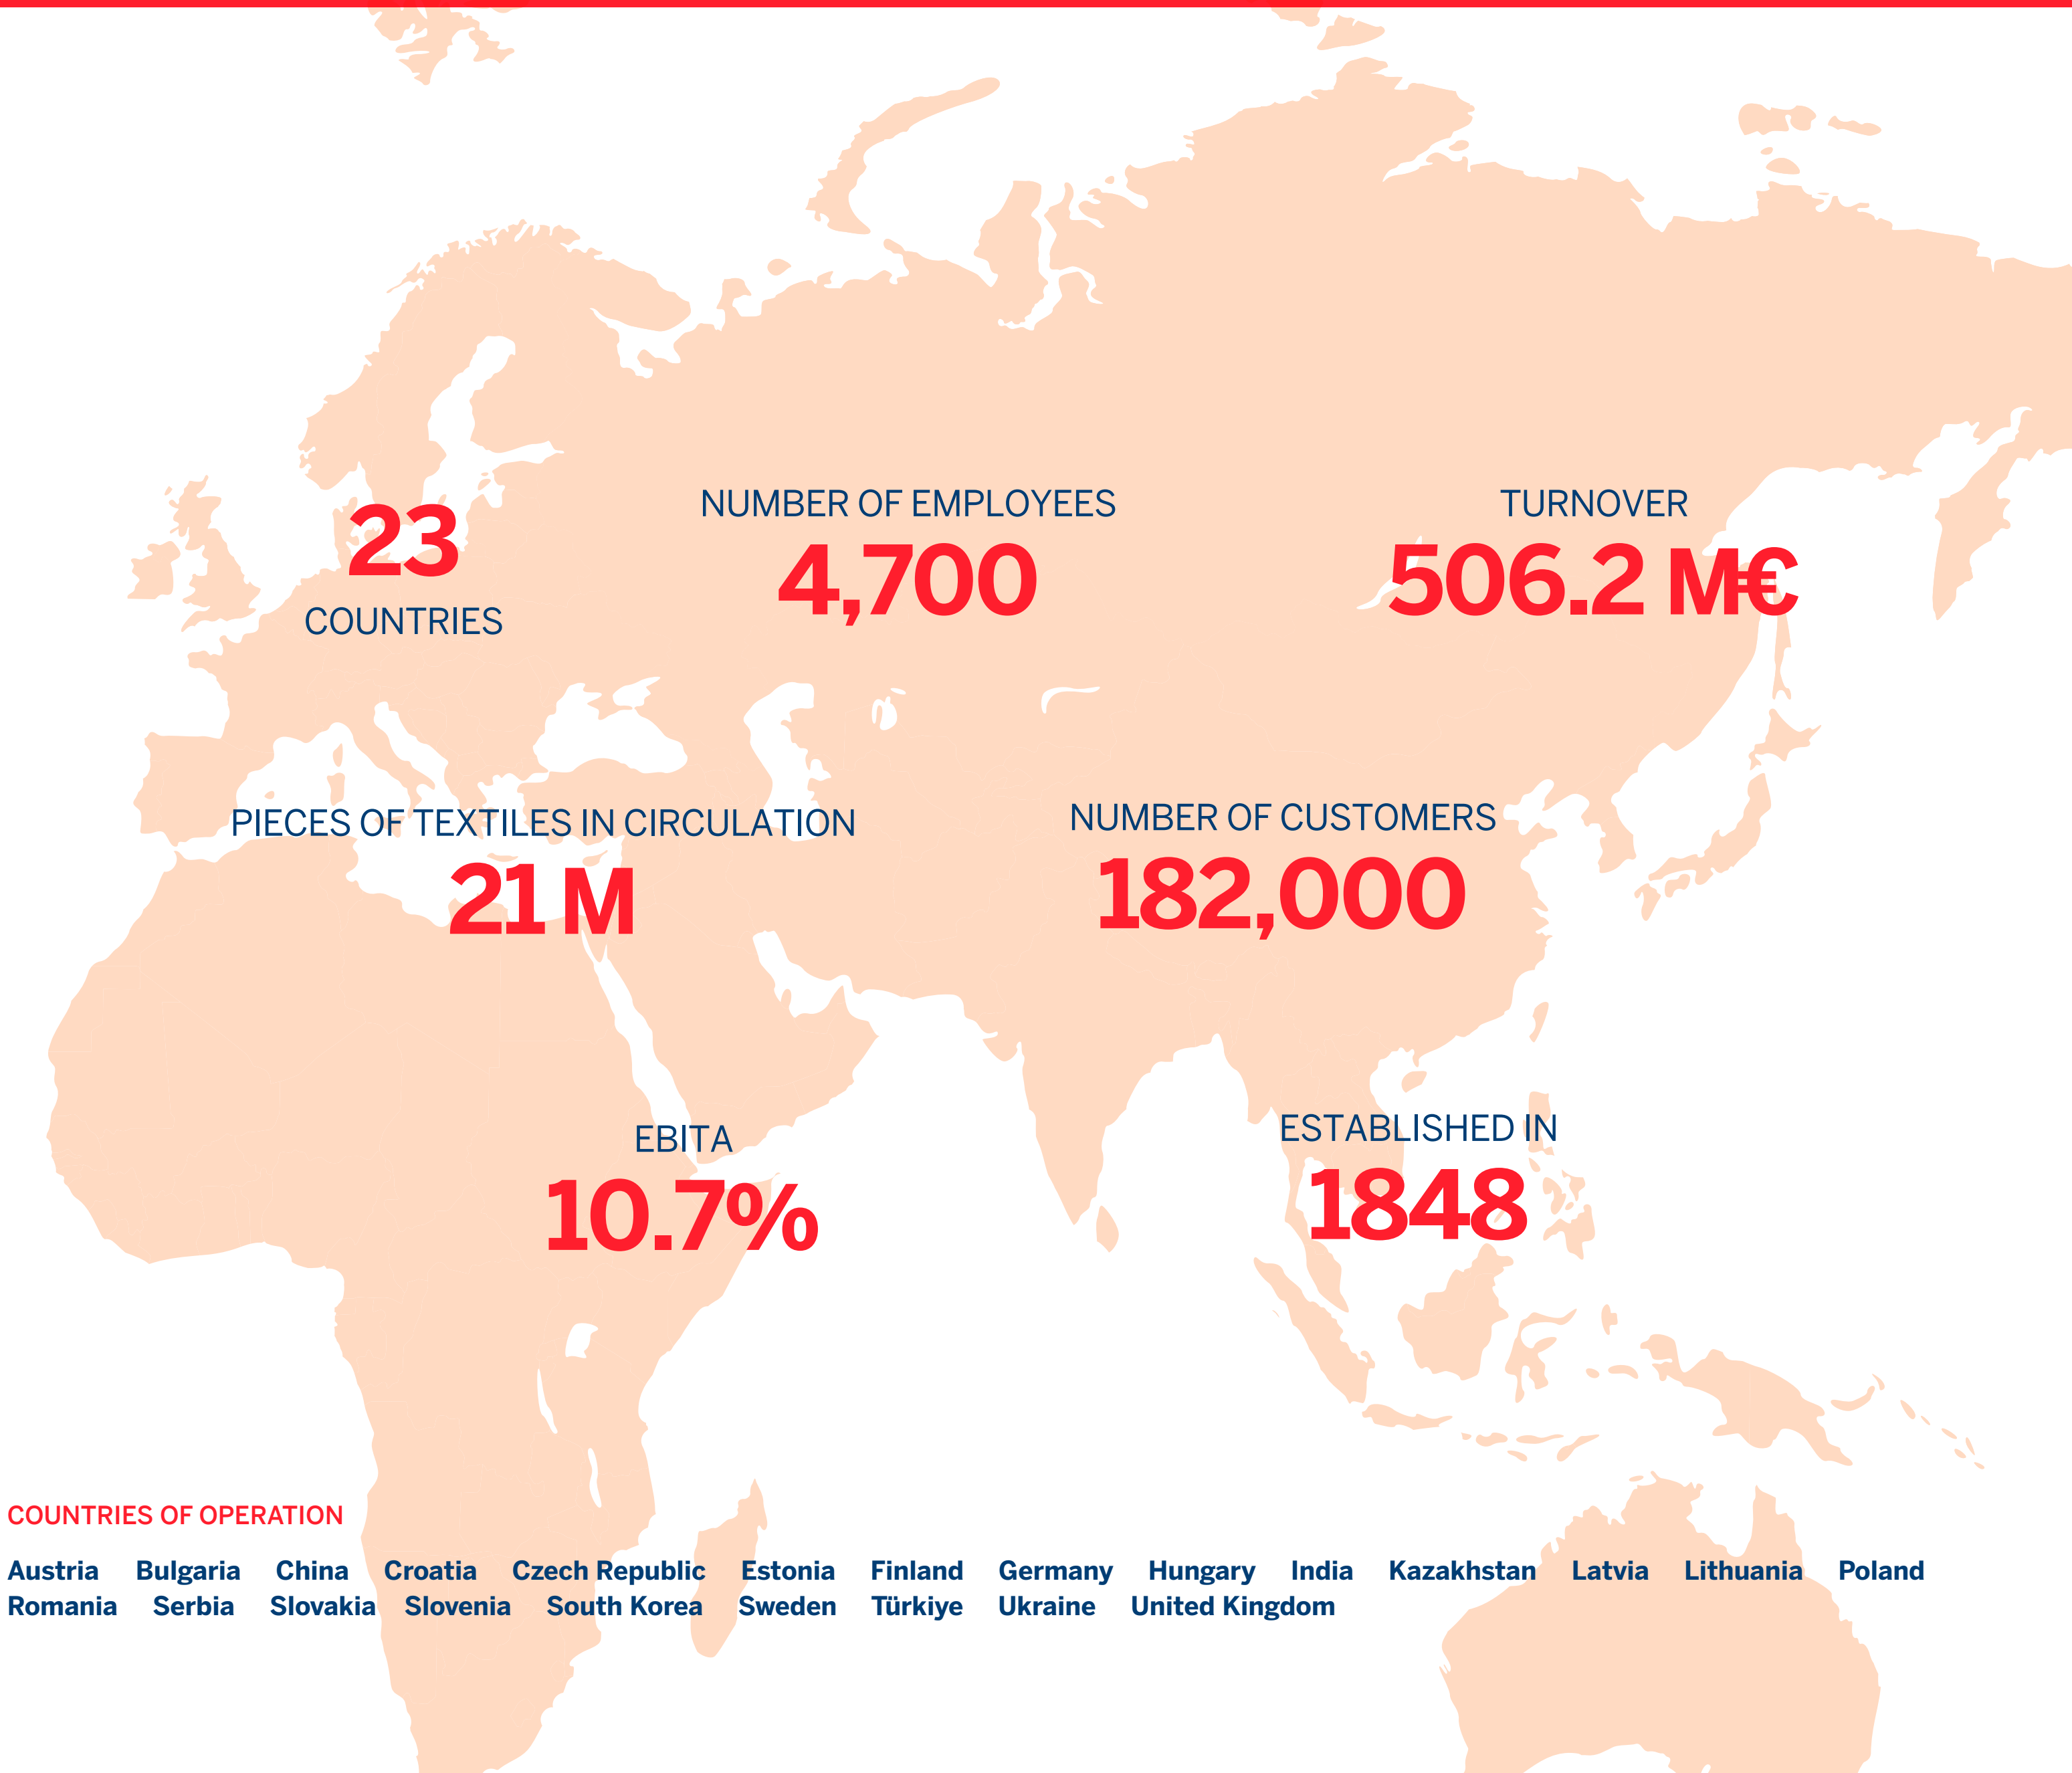 23
COUNTRIES
NUMBER OF EMPLOYEES
4,700
TURNOVER
506.2 M€
PIECES OF TEXTILES IN CIRCULATION
21 M
NUMBER OF CUSTOMERS
182,000
EBITA
10.7%
ESTABLISHED IN
1848
COUNTRIES OF OPERATION
Austria Bulgaria China Croatia Czech Republic Estonia Finland Germany Hungary India Kazakhstan Latvia Lithuania Poland
Romania Serbia Slovakia Slovenia South Korea Sweden Türkiye Ukraine United Kingdom